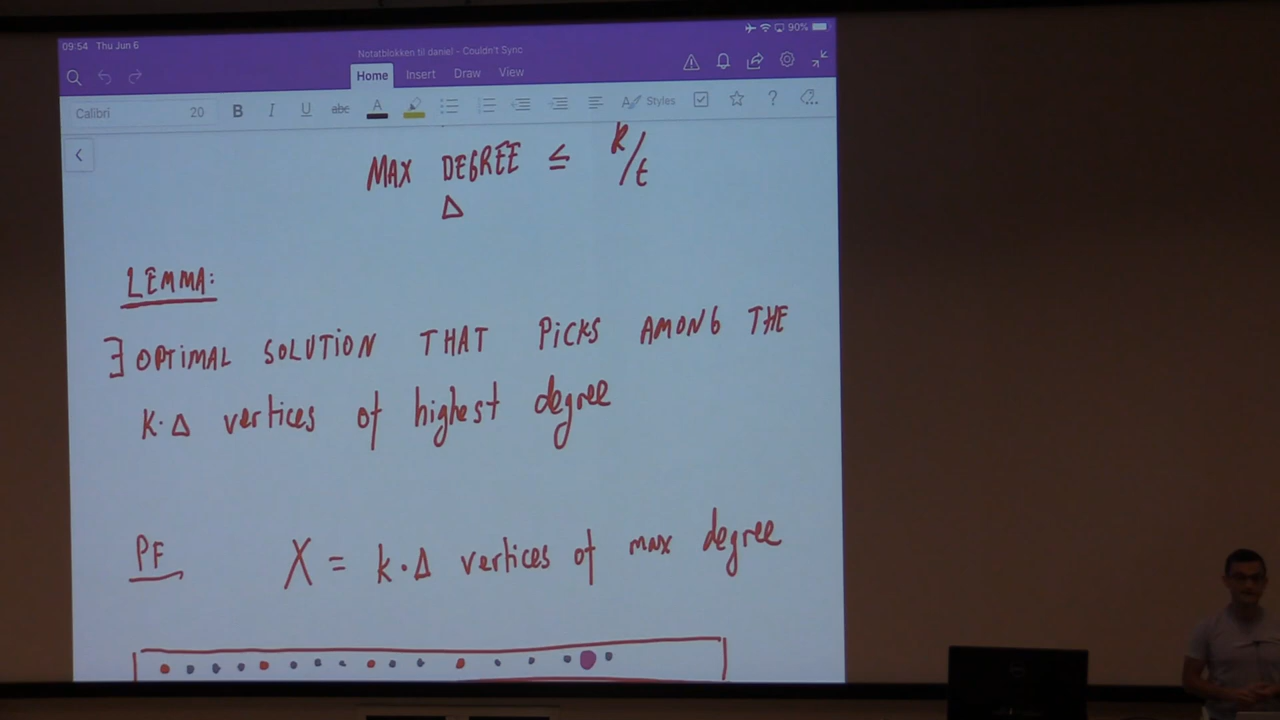 09:54 Thu Jun 6
90%
Notatblokken til daniel - Couldn't Sync
Home Insert Draw View
Calibri 20 B I U abc A Styles ?
MAX DEGREE ≤ k/t
Δ
LEMMA:
∃ OPTIMAL SOLUTION THAT PICKS AMONG THE
k·Δ vertices of highest degree
PF X = k·Δ vertices of max degree